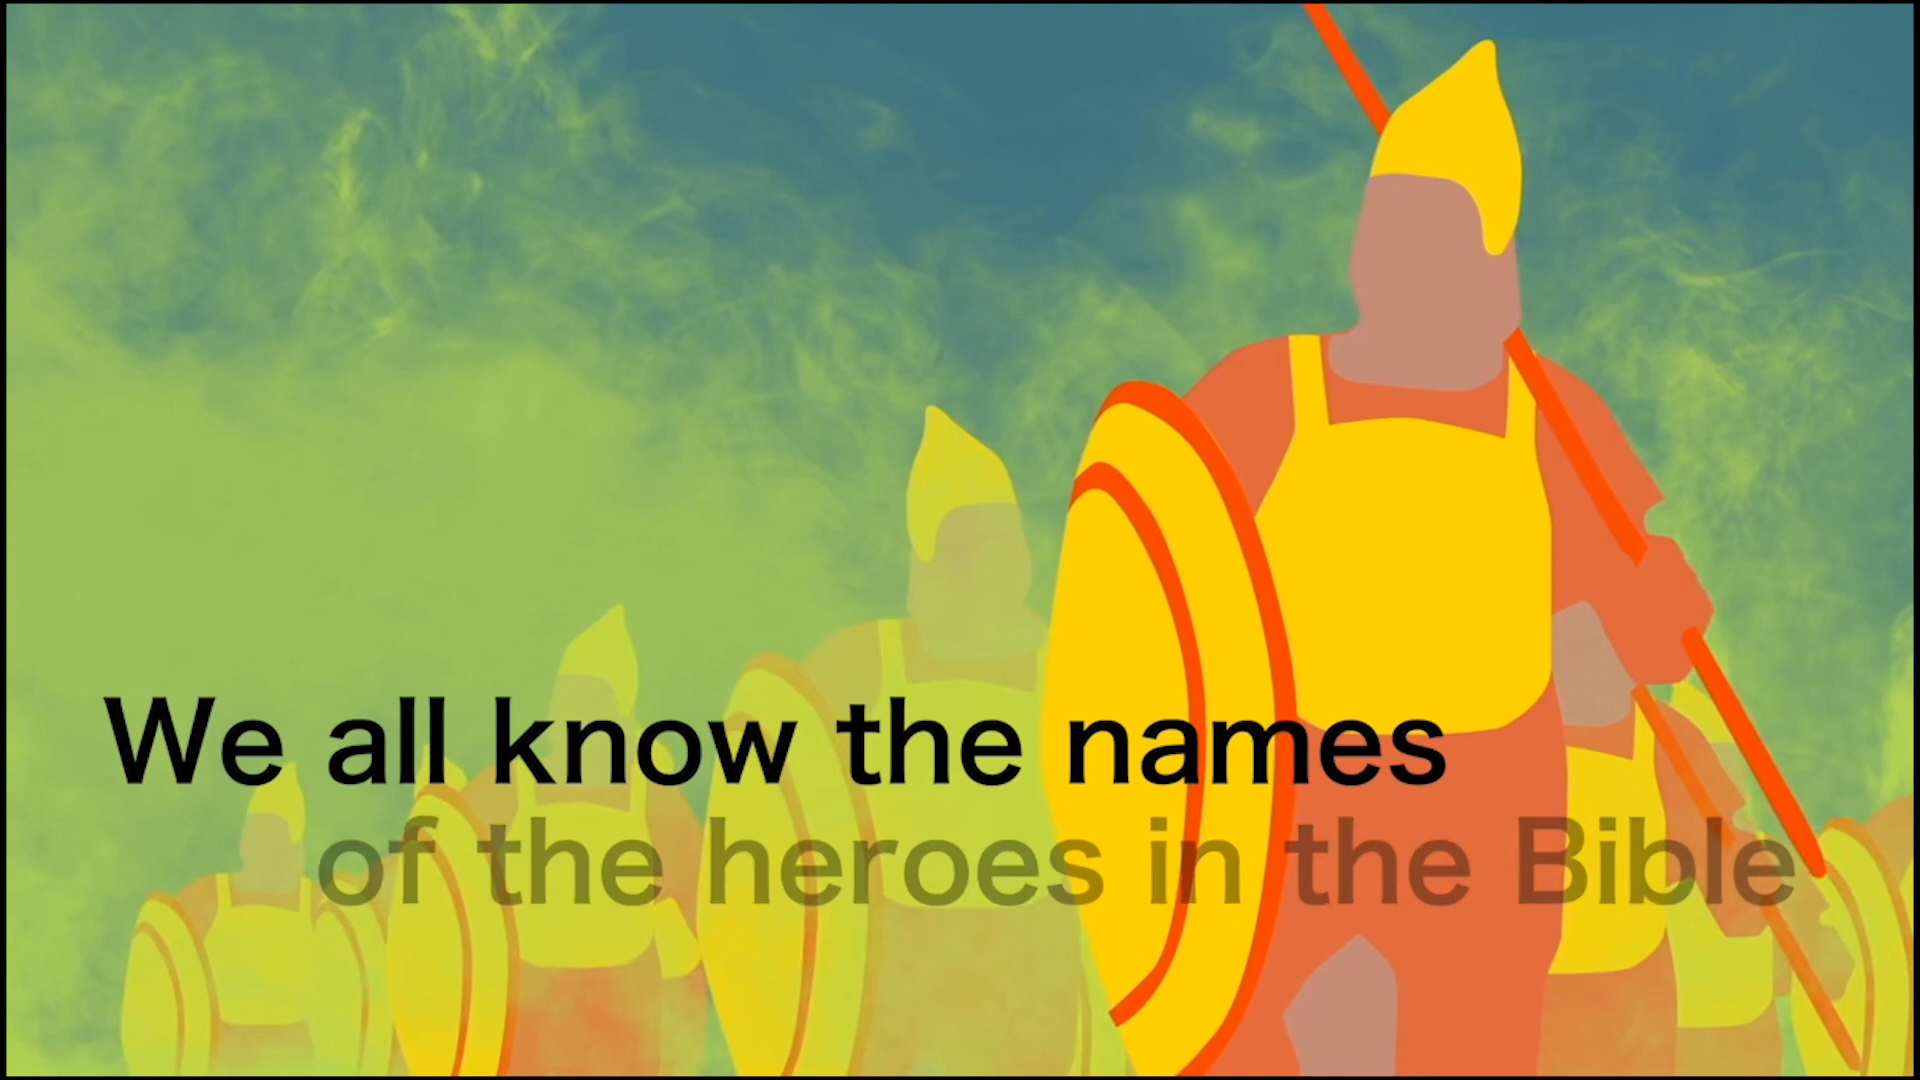 We all know the names
of the heroes in the Bible